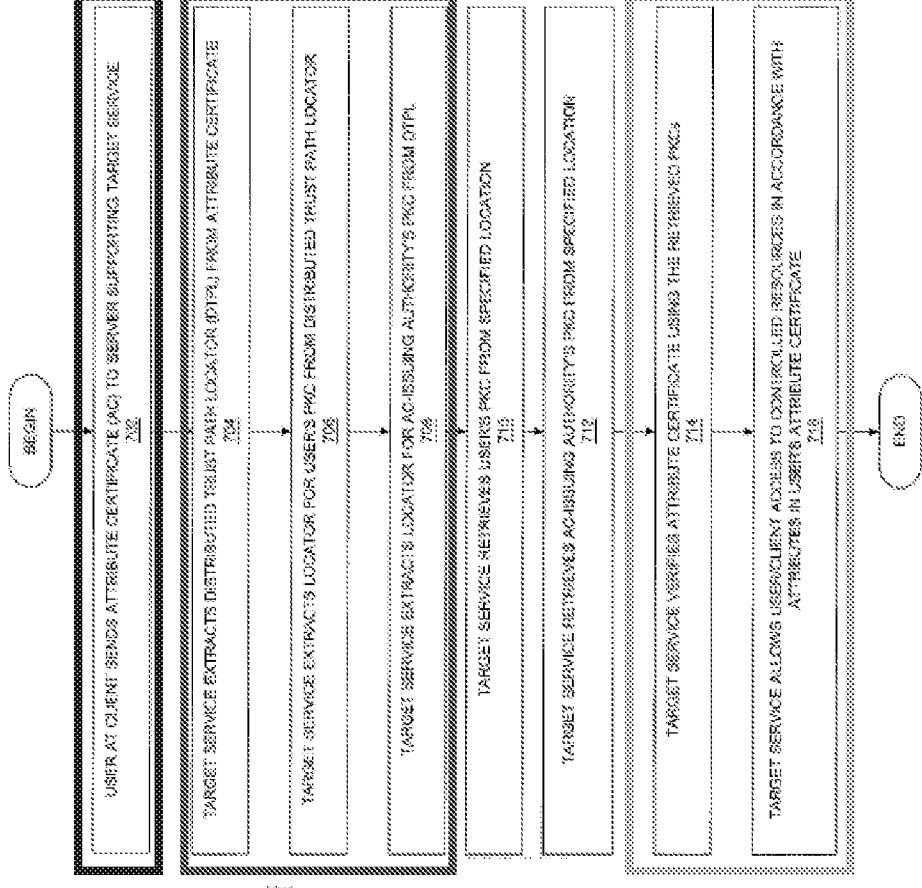 BEGIN
USER AT CLIENT SENDS ATTRIBUTE CERTIFICATE (AC) TO SERVER SUPPORTING TARGET SERVICE
702
TARGET SERVICE EXTRACTS DISTRIBUTED TRUST PATH LOCATOR (DTPL) FROM ATTRIBUTE CERTIFICATE
704
TARGET SERVICE EXTRACTS LOCATOR FOR USER'S PKC FROM DISTRIBUTED TRUST PATH LOCATOR
706
TARGET SERVICE EXTRACTS LOCATOR FOR AC-ISSUING AUTHORITY'S PKC FROM DTPL
708
TARGET SERVICE RETRIEVES USER'S PKC FROM SPECIFIED LOCATION
710
TARGET SERVICE RETRIEVES AC-ISSUING AUTHORITY'S PKC FROM SPECIFIED LOCATION
712
TARGET SERVICE VERIFIES ATTRIBUTE CERTIFICATE USING THE RETRIEVED PKCs
714
TARGET SERVICE ALLOWS USER/CLIENT ACCESS TO CONTROLLED RESOURCES IN ACCORDANCE WITH
ATTRIBUTES IN USER'S ATTRIBUTE CERTIFICATE
716
END